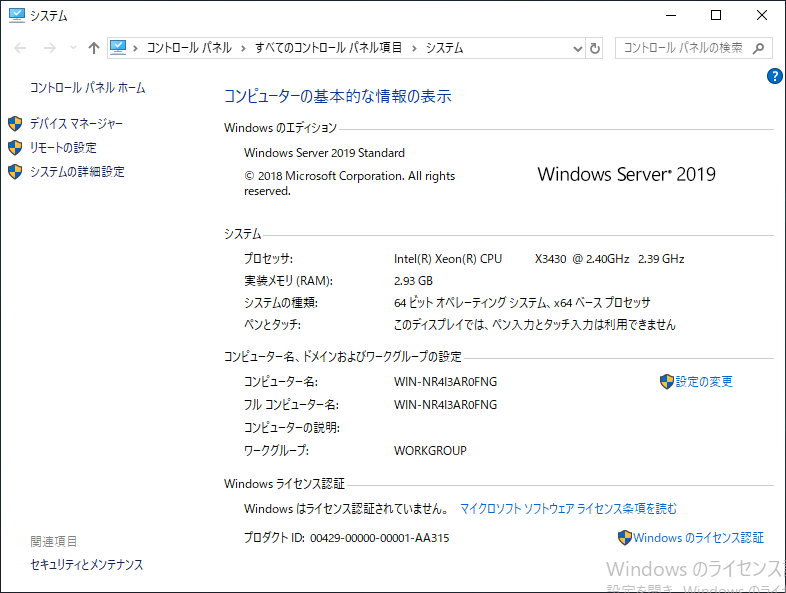 システム
コントロール パネル › すべてのコントロール パネル項目 › システム
コントロール パネルの検索
コントロール パネル ホーム
デバイス マネージャー
リモートの設定
システムの詳細設定
コンピューターの基本的な情報の表示
Windows のエディション
Windows Server 2019 Standard
© 2018 Microsoft Corporation. All rights
reserved.
Windows Server® 2019
システム
プロセッサ: Intel(R) Xeon(R) CPU X3430 @ 2.40GHz 2.39 GHz
実装メモリ (RAM): 2.93 GB
システムの種類: 64 ビット オペレーティング システム、x64 ベース プロセッサ
ペンとタッチ: このディスプレイでは、ペン入力とタッチ入力は利用できません
コンピューター名、ドメインおよびワークグループの設定
コンピューター名: WIN-NR4I3AR0FNG 設定の変更
フル コンピューター名: WIN-NR4I3AR0FNG
コンピューターの説明:
ワークグループ: WORKGROUP
Windows ライセンス認証
Windows はライセンス認証されていません。 マイクロソフト ソフトウェア ライセンス条項を読む
プロダクト ID: 00429-00000-00001-AA315 Windows のライセンス認証
関連項目
セキュリティとメンテナンス
Windows のライセンス
設定を開き、Windows のライ